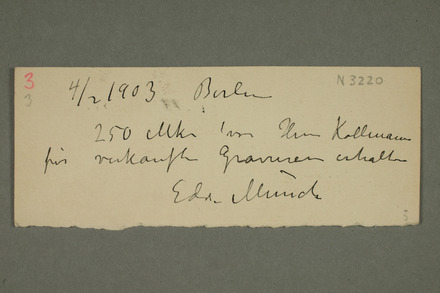 3
3
N 3220
4/2 1903 Berlin
250 Mk von Herrn Kollmann
für verkaufte Gravuren erhalten
Edv. Munch